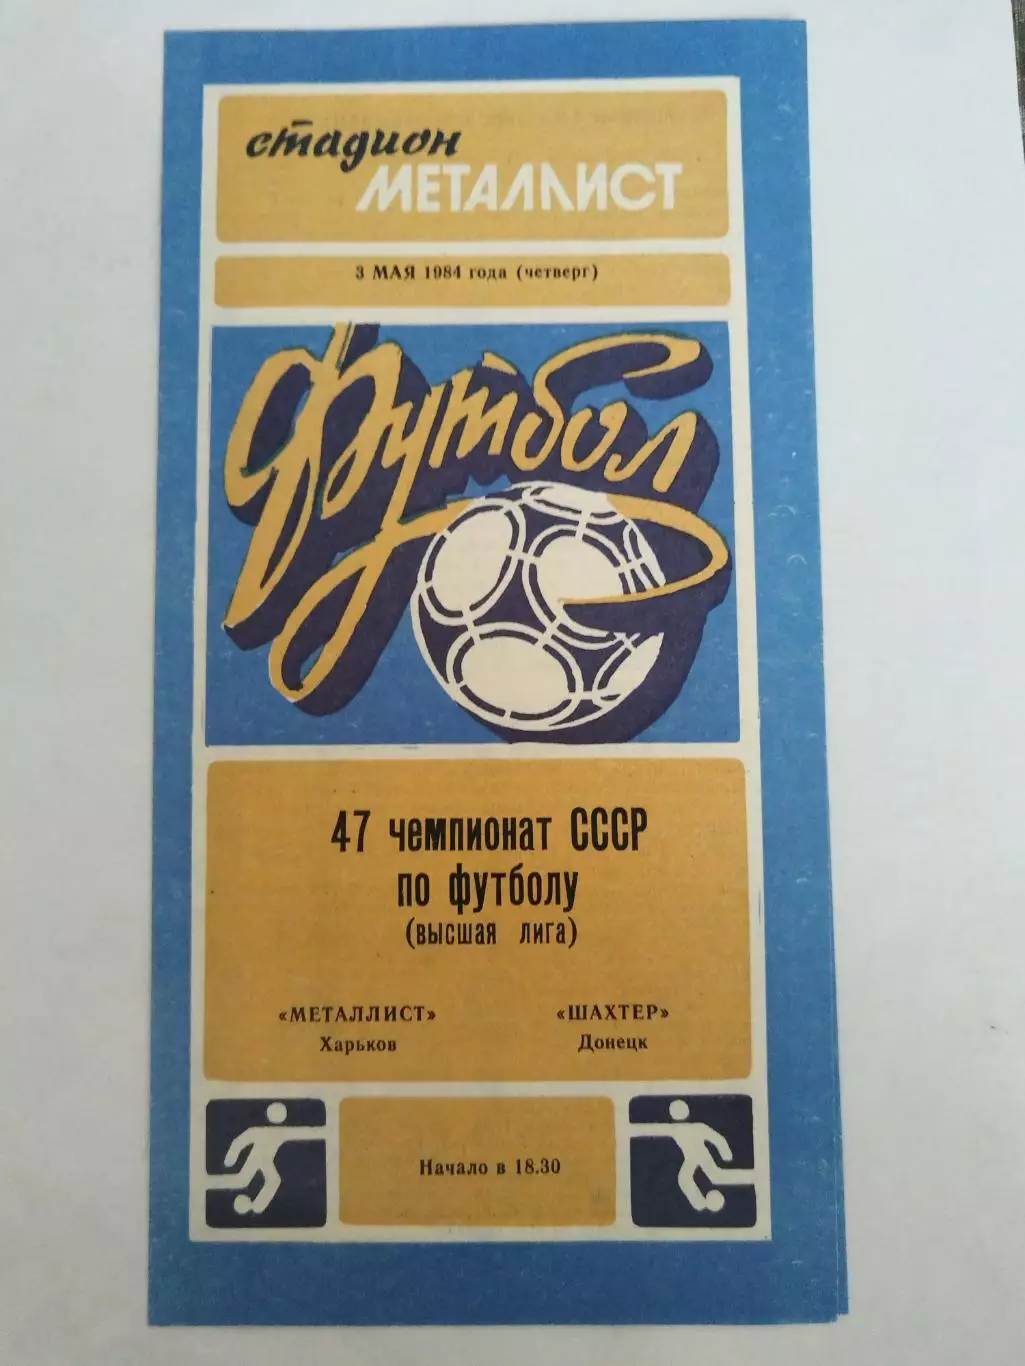 стадион
МЕТАЛЛИСТ
3 МАЯ 1984 года (четверг)
Футбол
47 чемпионат СССР
по футболу
(высшая лига)
«МЕТАЛЛИСТ» «ШАХТЕР»
Харьков Донецк
Начало в 18.30